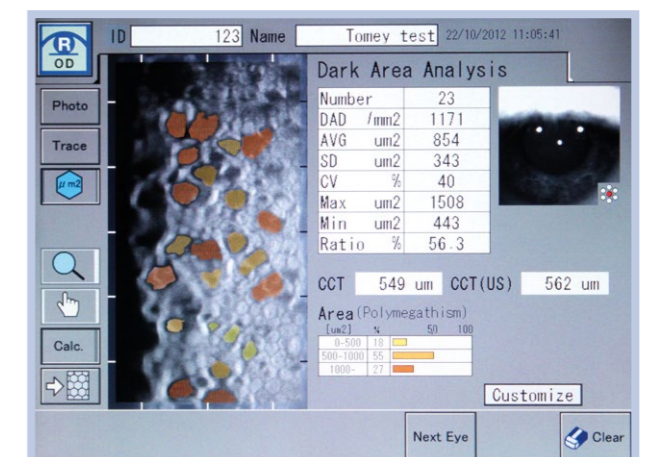 R
OD
ID 123 Name Tomey test 22/10/2012 11:05:41
Dark Area Analysis
Photo
Trace
μm2
Calc.
Number 23
DAD /mm2 1171
AVG um2 854
SD um2 343
CV % 40
Max um2 1508
Min um2 443
Ratio % 56.3
CCT 549 um CCT(US) 562 um
Area(Polymegathism)
[um2] % 50 100
0-500 18
500-1000 55
1000- 27
Customize
Next Eye
Clear